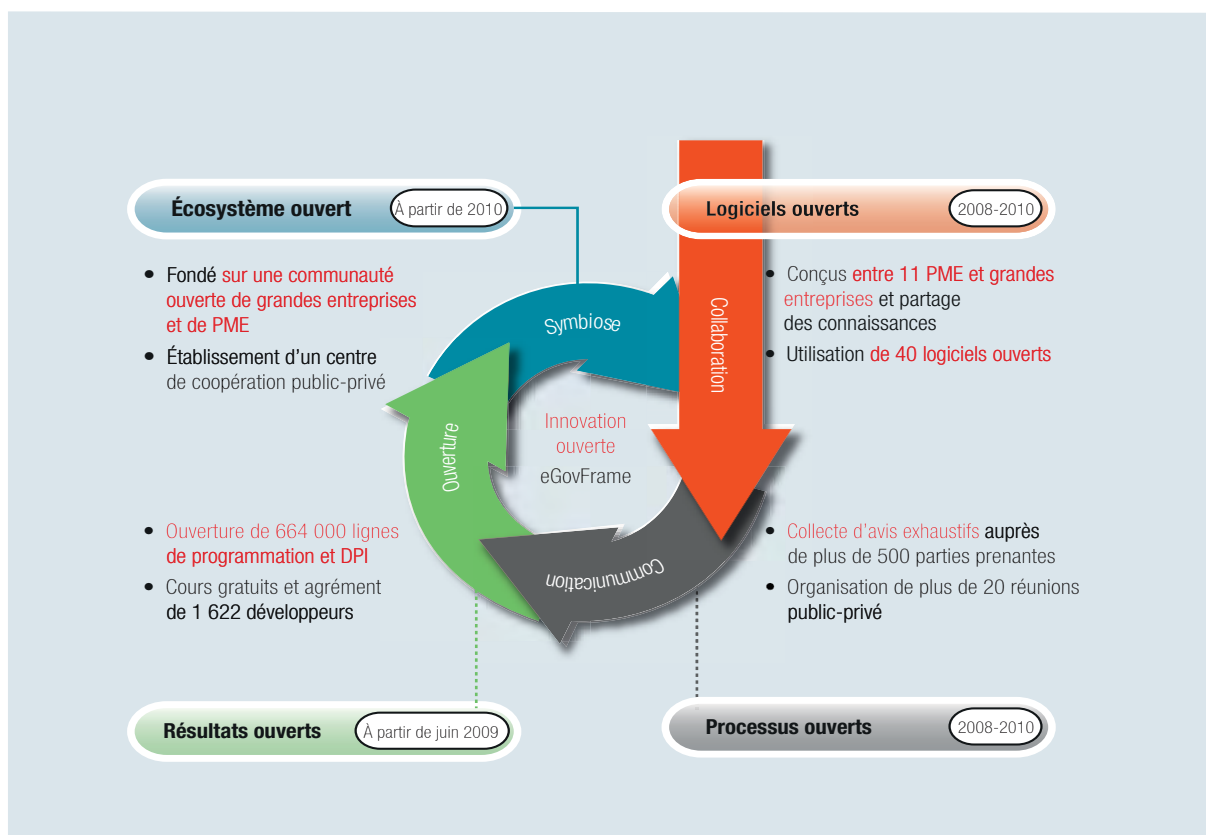 Écosystème ouvert
À partir de 2010
• Fondé sur une communauté
ouverte de grandes entreprises
et de PME
• Établissement d'un centre
de coopération public-privé
Logiciels ouverts
2008-2010
• Conçus entre 11 PME et grandes
entreprises et partage
des connaissances
• Utilisation de 40 logiciels ouverts
Symbiose
Collaboration
Ouverture
Communication
Innovation
ouverte
eGovFrame
• Ouverture de 664 000 lignes
de programmation et DPI
• Cours gratuits et agrément
de 1 622 développeurs
Résultats ouverts
À partir de juin 2009
• Collecte d'avis exhaustifs auprès
de plus de 500 parties prenantes
• Organisation de plus de 20 réunions
public-privé
Processus ouverts
2008-2010